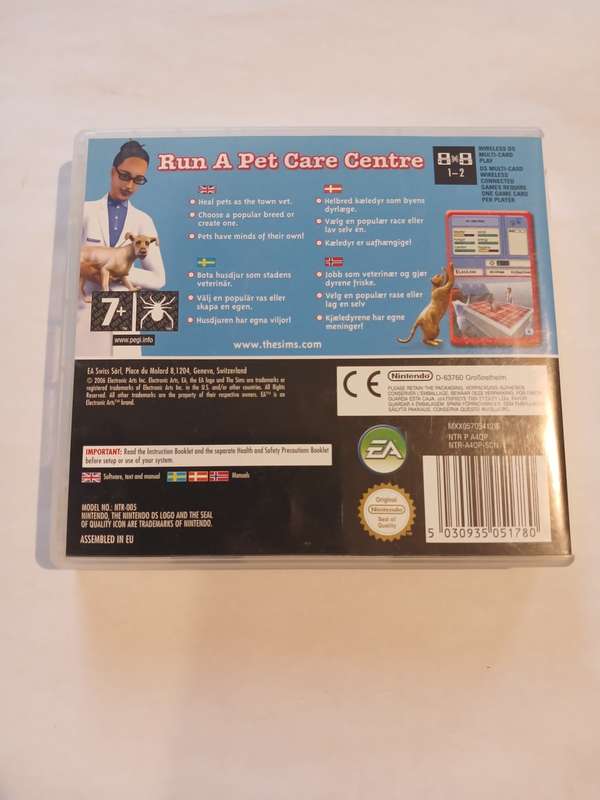 Run A Pet Care Centre
WIRELESS DS
MULTI-CARD
PLAY
1-2
DS MULTI-CARD
WIRELESS
CONNECTED
GAMES REQUIRE
ONE GAME CARD
PER PLAYER
Heal pets as the town vet.
Choose a popular breed or
create one.
Pets have minds of their own!
Helbred kæledyr som byens
dyrlæge.
Vælg en populær race eller
lav selv én.
Kæledyr er uafhængige!
Bota husdjur som stadens
veterinär.
Välj en populär ras eller
skapa en egen.
Husdjuren har egna viljor!
Jobb som veterinær og gjør
dyrene friske.
Velg en populær rase eller
lag en selv
Kjæledyrene har egne
meninger!
7+
www.pegi.info
www.thesims.com
EA Swiss Sàrl, Place du Molard 8,1204, Geneva, Switzerland
© 2006 Electronic Arts Inc. Electronic Arts, EA, the EA logo and The Sims are trademarks or
registered trademarks of Electronic Arts Inc. in the U.S. and/or other countries. All Rights
Reserved. All other trademarks are the property of their respective owners. EA™ is an
Electronic Arts™ brand.
CE
Nintendo D-63760 Großostheim
PLEASE RETAIN THE PACKAGING.
IMPORTANT: Read the Instruction Booklet and the separate Health and Safety Precautions Booklet
before setup or use of your system.
Software, text and manual
Manuals
EA
NTR-A4OP-SCN
Original
Nintendo
Best of
Quality
MODEL NO.: NTR-005
NINTENDO, THE NINTENDO DS LOGO AND THE SEAL
OF QUALITY ICON ARE TRADEMARKS OF NINTENDO.
ASSEMBLED IN EU
5 030935 051780